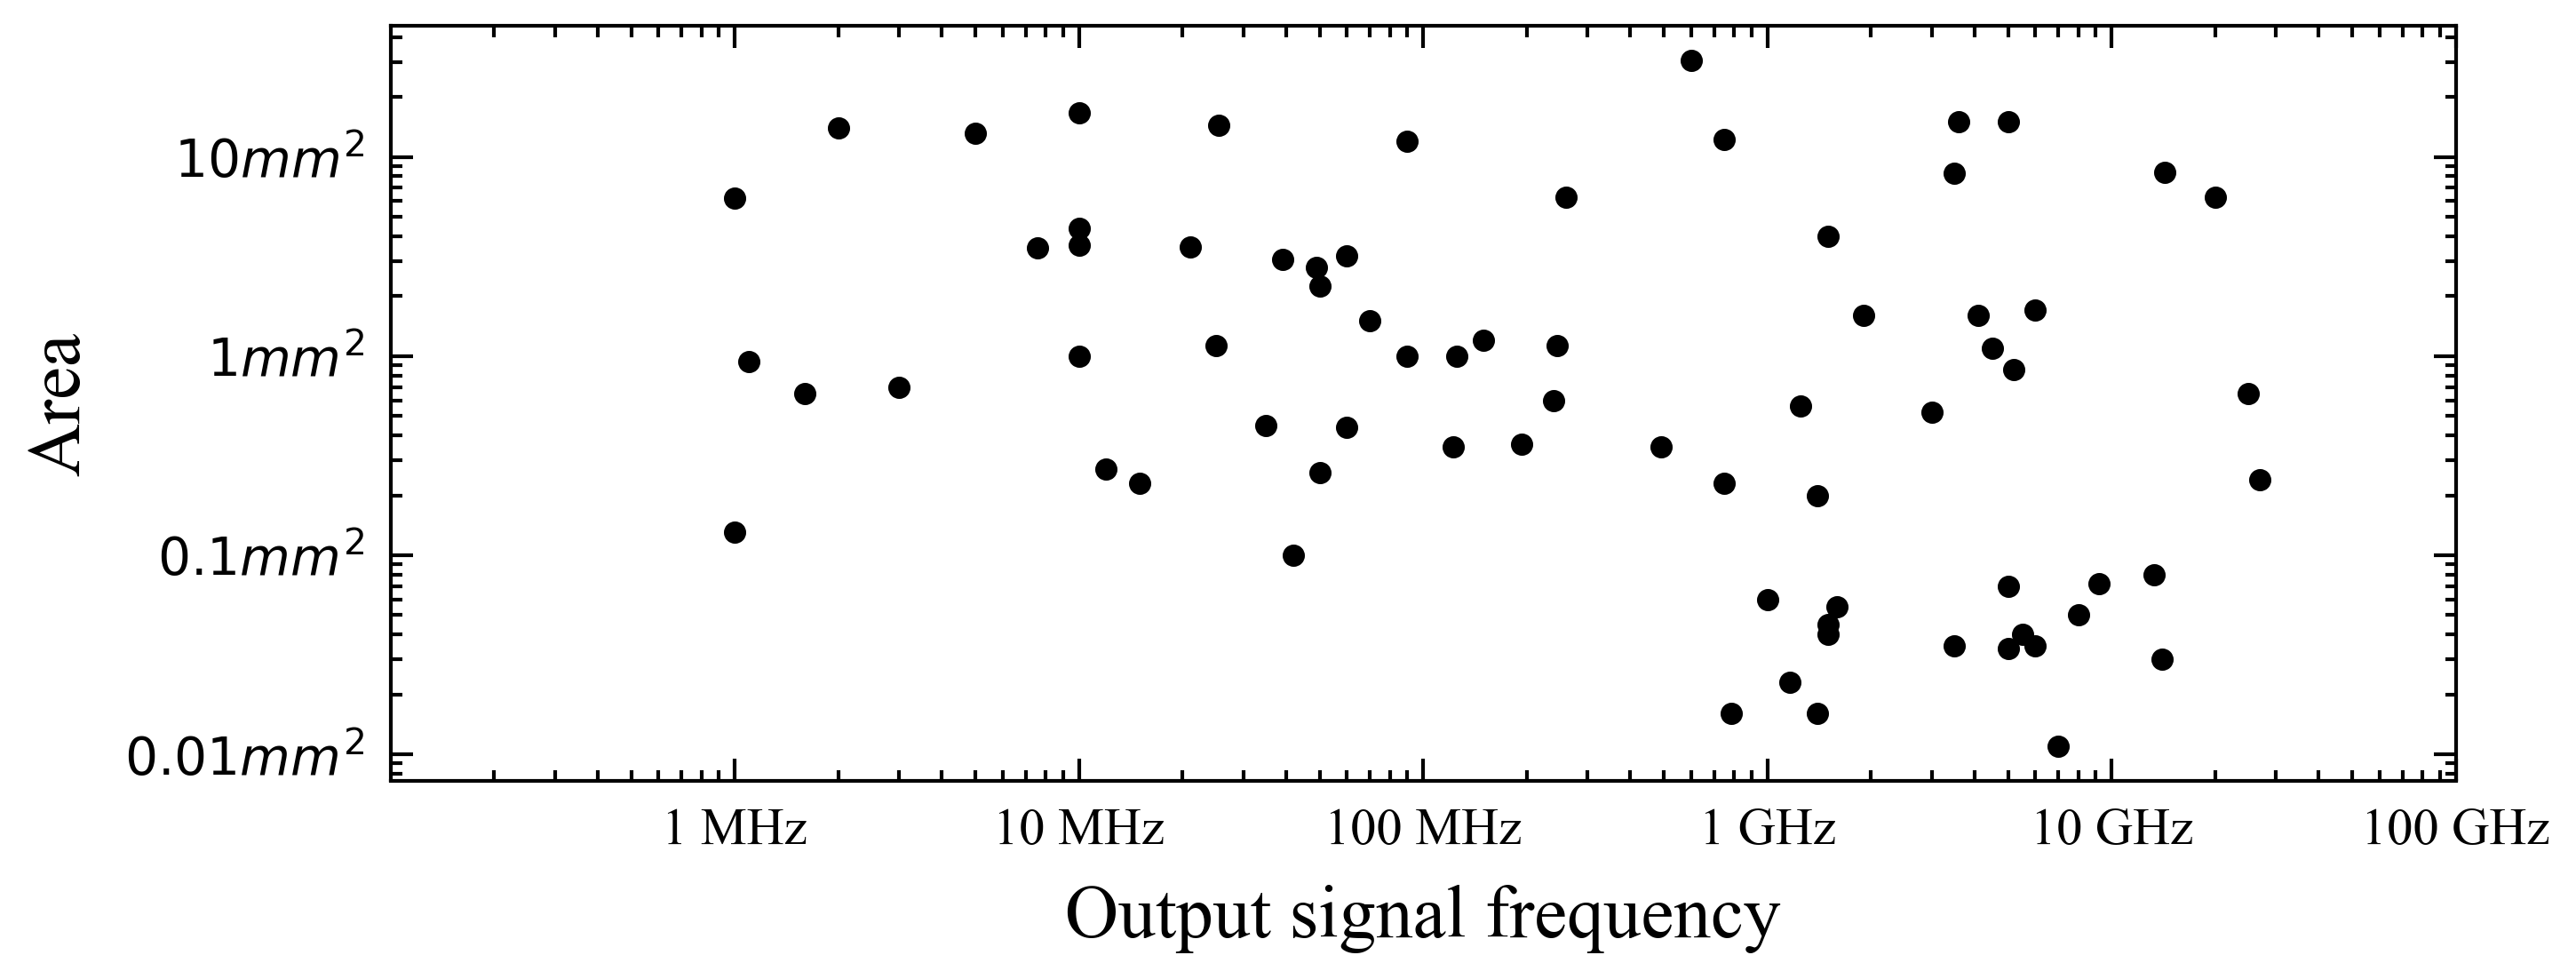 Area
10mm²
1mm²
0.1mm²
0.01mm²
1 MHz 10 MHz 100 MHz 1 GHz 10 GHz 100 GHz
Output signal frequency